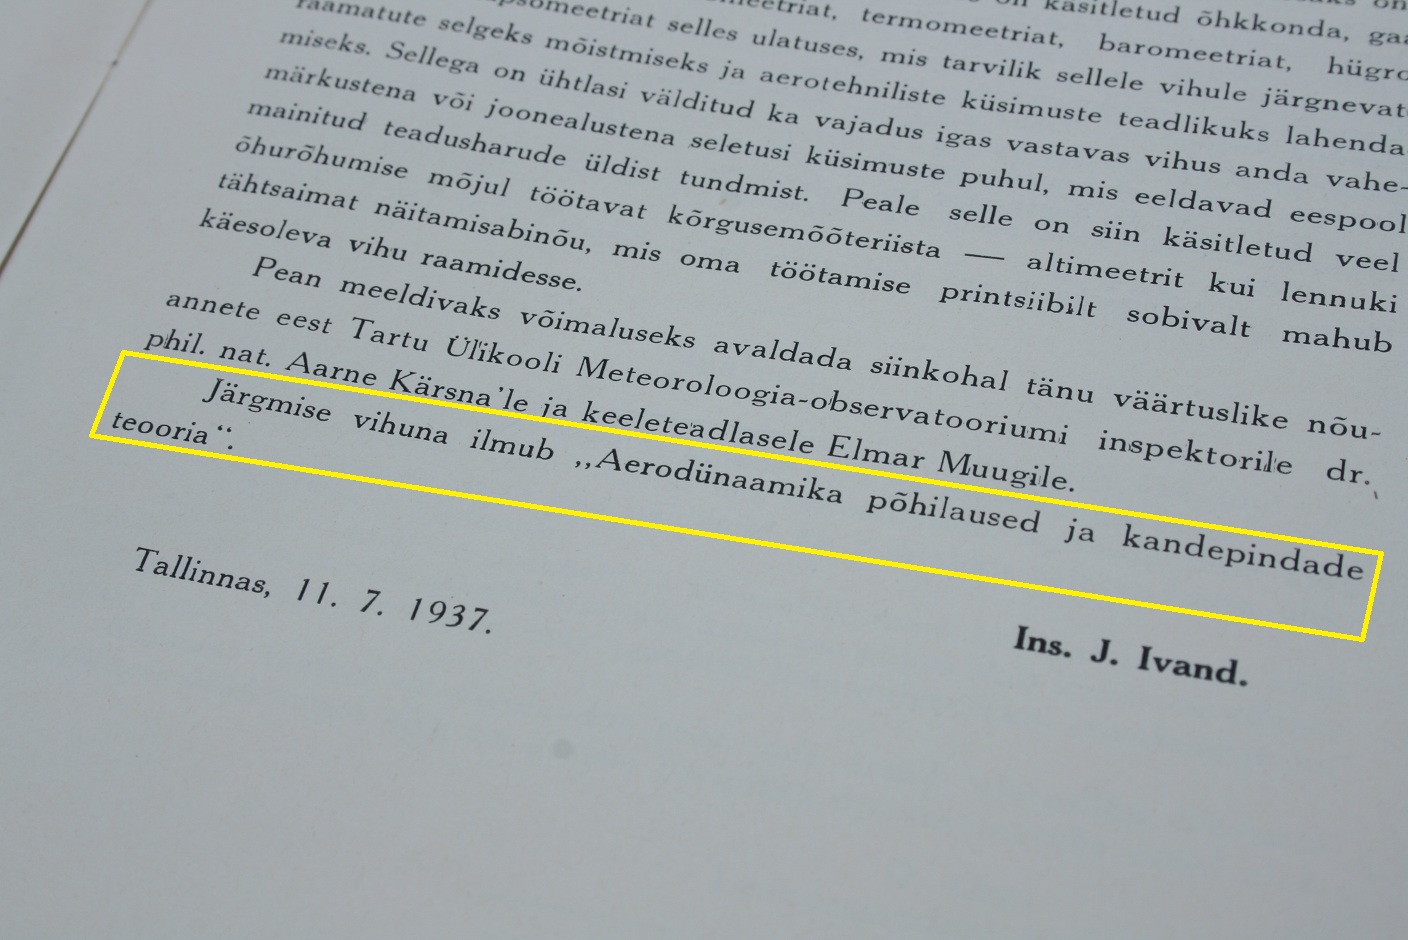 käsitletud õhkkonda,
termomeetriat, baromeetriat,
selles ulatuses, mis tarvilik sellele vihule
raamatute selgeks mõistmiseks ja aerotehniliste küsimuste teadlikuks lahenda-
miseks. Sellega on ühtlasi välditud ka vajadus igas vastavas vihus anda vahe-
märkustena või joonealustena seletusi küsimuste puhul, mis eeldavad eespool
mainitud teadusharude üldist tundmist. Peale selle on siin käsitletud veel
õhurõhumise mõjul töötavat kõrgusemõõteriista — altimeetrit kui lennuki
tähtsaimat näitamisabinõu, mis oma töötamise printsiibilt sobivalt mahub
käesoleva vihu raamidesse.
Pean meeldivaks võimaluseks avaldada siinkohal tänu väärtuslike nõu-
annete eest Tartu Ülikooli Meteoroloogia-observatooriumi inspektorile dr.
phil. nat. Aarne Kärsna'le ja keeleteadlasele Elmar Muugile.
Järgmise vihuna ilmub „Aerodünaamika põhilaused ja kandepindade
teooria“.
Tallinnas, 11. 7. 1937.
Ins. J. Ivand.